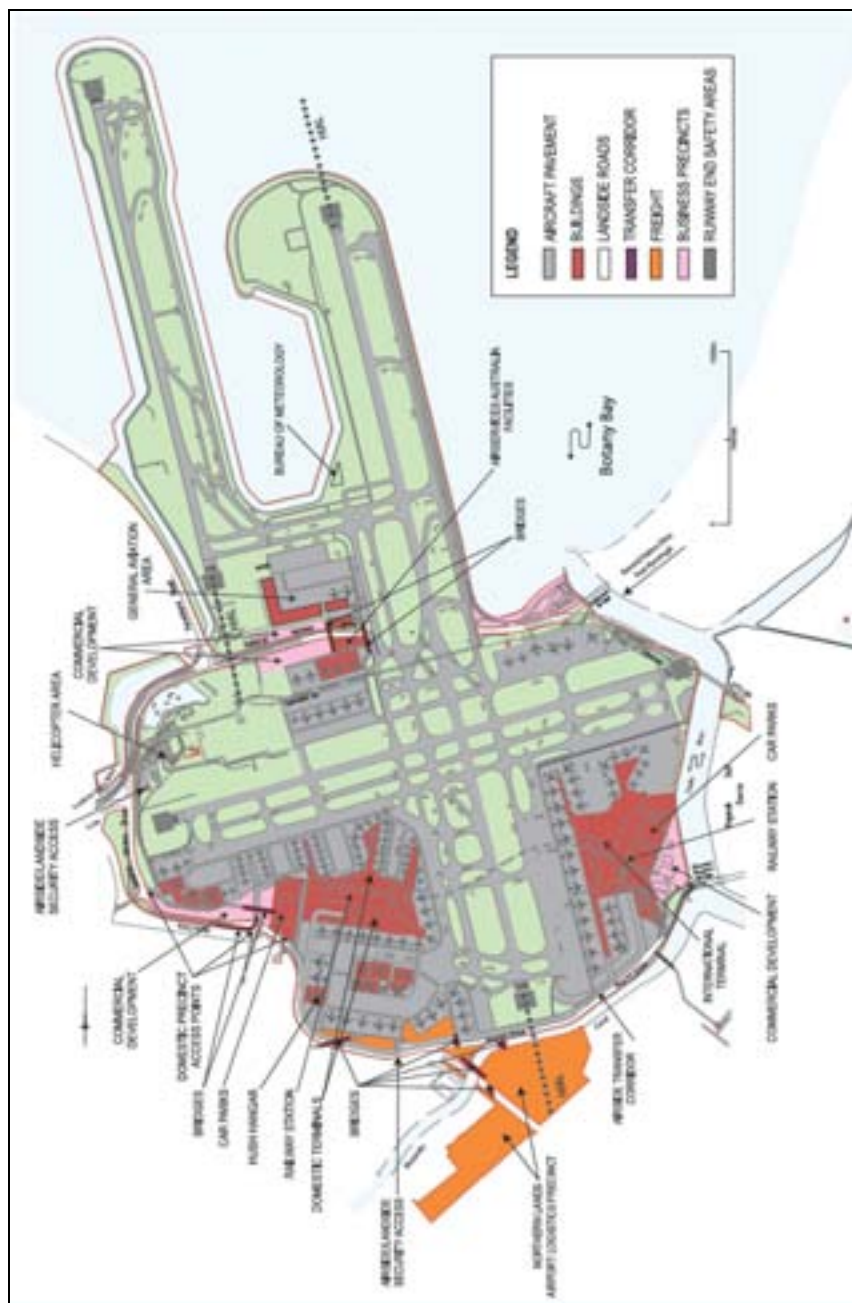 LEGEND
AIRCRAFT PAVEMENT
BUILDINGS
LANDSIDE ROADS
TRANSFER CORRIDOR
FREIGHT
BUSINESS PRECINCTS
RUNWAY END SAFETY AREAS
COMMERCIAL
DEVELOPMENT
DOMESTIC PRECINCT
ACCESS POINTS
BRIDGES
CAR PARKS
HUSH HANGAR
RAILWAY STATION
DOMESTIC TERMINALS
BRIDGES
AIRSIDE/LANDSIDE
SECURITY ACCESS
NORTHERN LANDS
AIRPORT LOGISTICS PRECINCT
AIRSIDE/LANDSIDE
SECURITY ACCESS
HELICOPTER AREA
COMMERCIAL
DEVELOPMENT
GENERAL AVIATION
AREA
BUREAU OF METEOROLOGY
AIRSERVICES AUSTRALIA
FACILITIES
BRIDGES
Botany Bay
AIRSIDE TRANSFER
CORRIDOR
INTERNATIONAL
TERMINAL
COMMERCIAL DEVELOPMENT
RAILWAY STATION
CAR PARKS